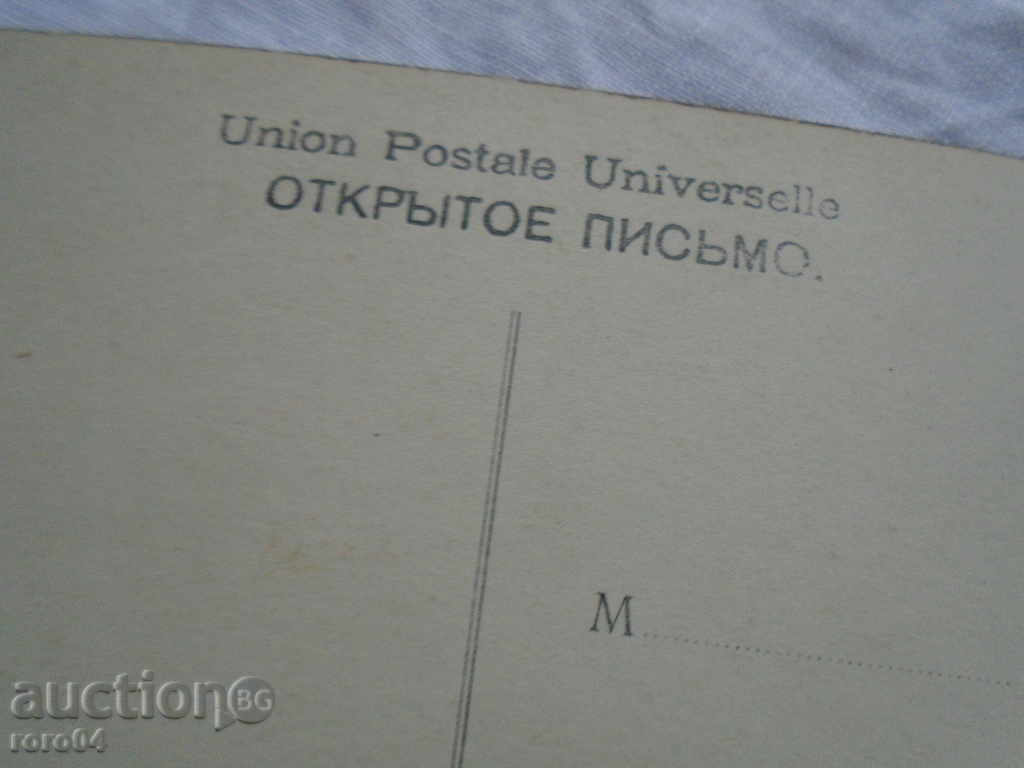 Union Postale Universelle
ОТКРЫТОЕ ПИСЬМО.
M
auction BG
roro04